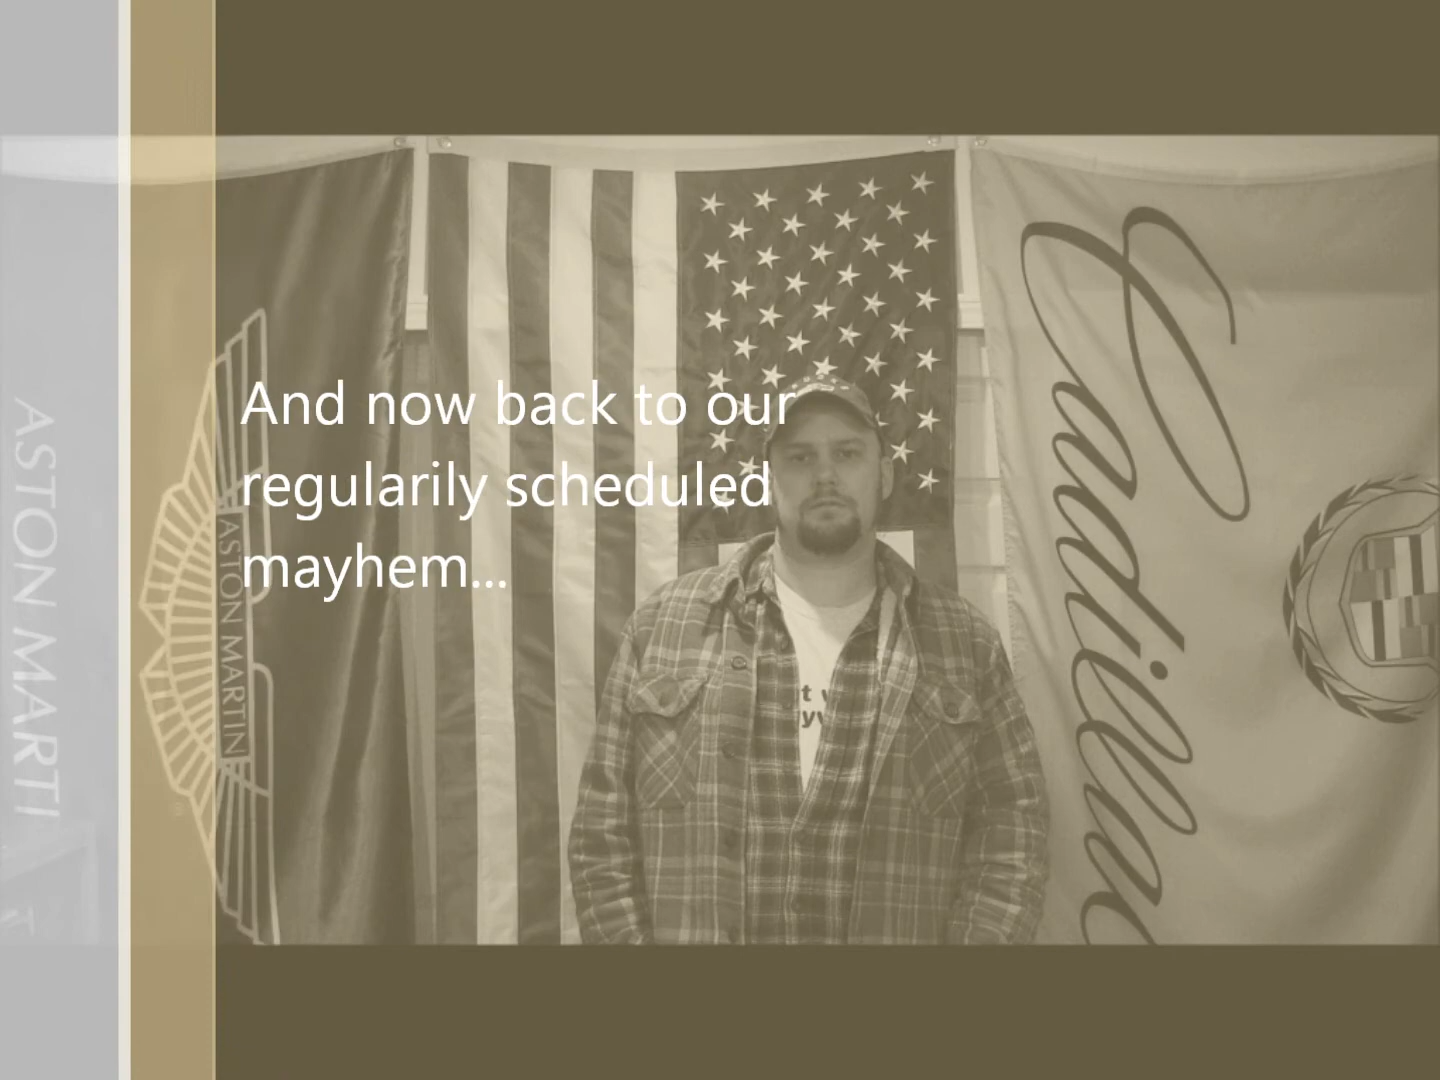 And now back to our
regularily scheduled
mayhem...
ASTON MARTI
ASTON MARTIN
Cadillac